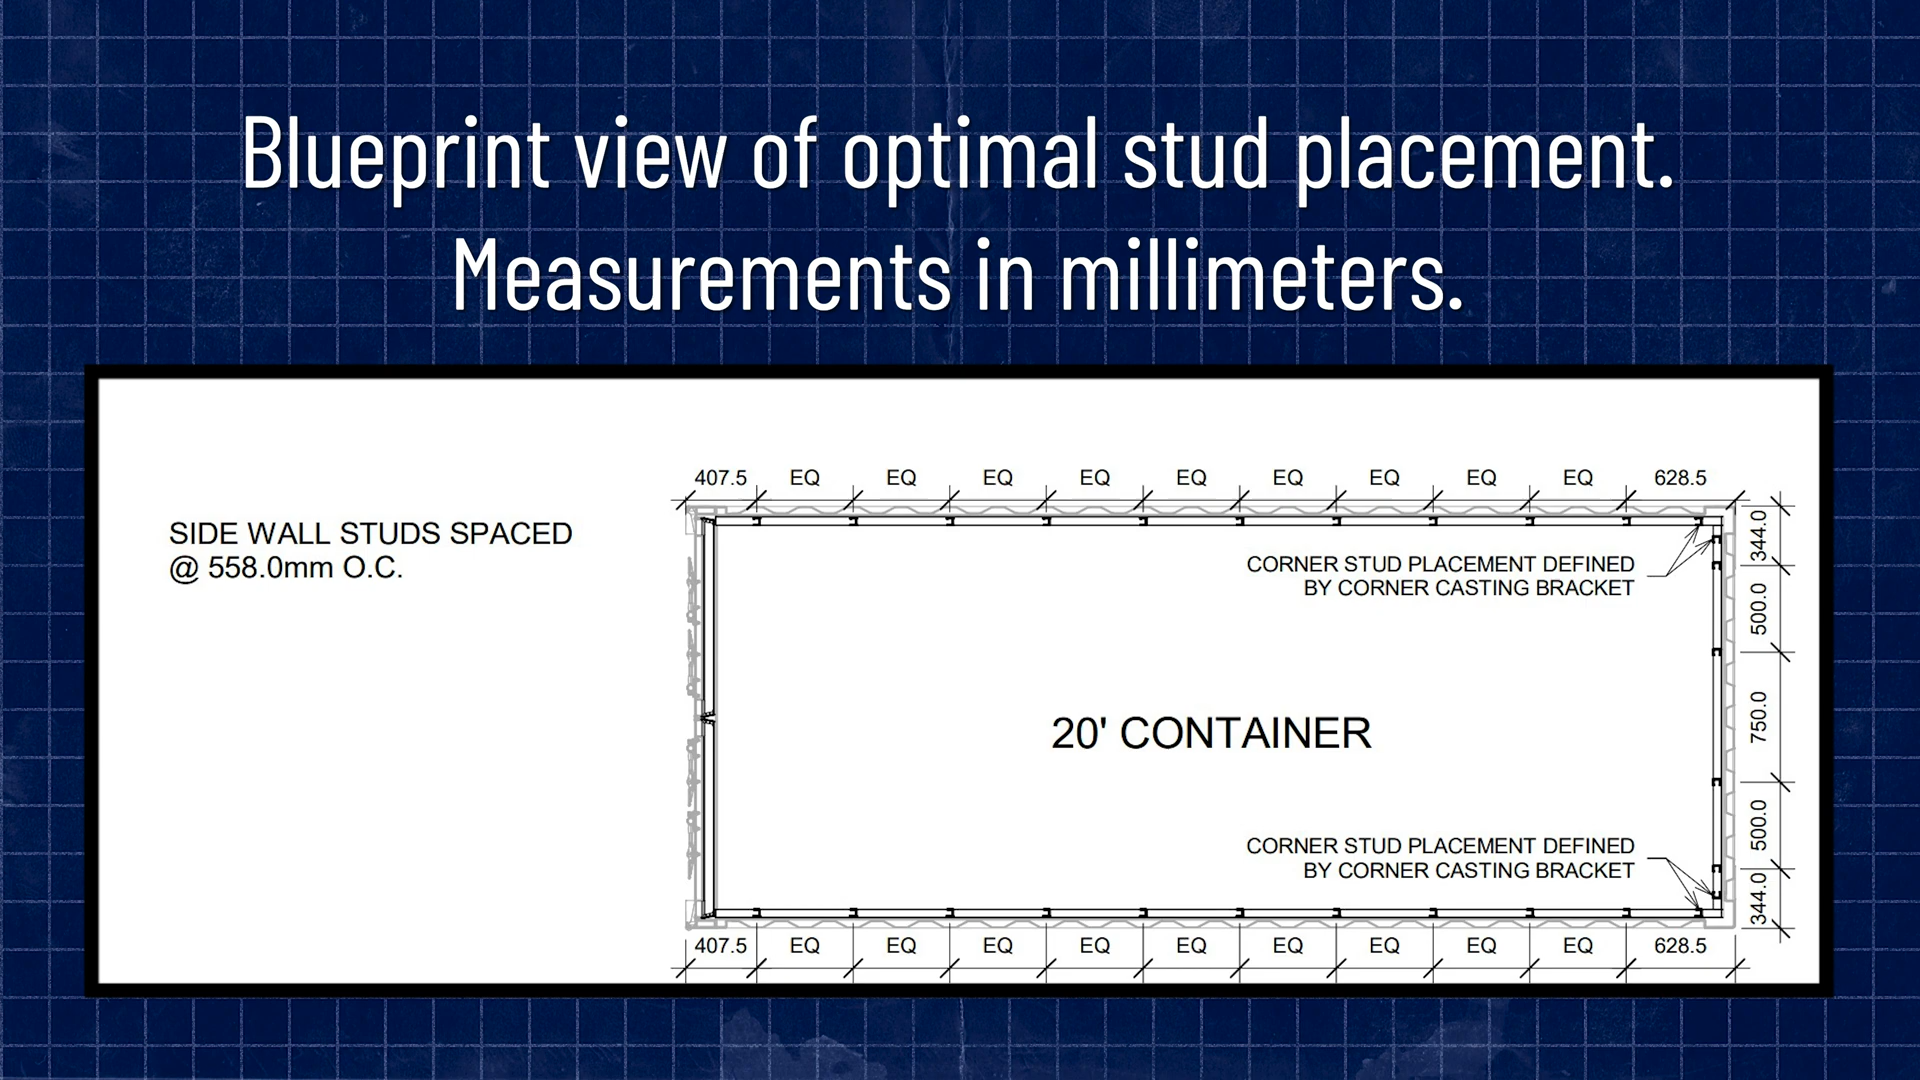 Blueprint view of optimal stud placement.
Measurements in millimeters.
SIDE WALL STUDS SPACED
@ 558.0mm O.C.
407.5 EQ EQ EQ EQ EQ EQ EQ EQ EQ 628.5
344.0
CORNER STUD PLACEMENT DEFINED
BY CORNER CASTING BRACKET
500.0
20' CONTAINER
750.0
500.0
CORNER STUD PLACEMENT DEFINED
BY CORNER CASTING BRACKET
344.0
407.5 EQ EQ EQ EQ EQ EQ EQ EQ EQ 628.5